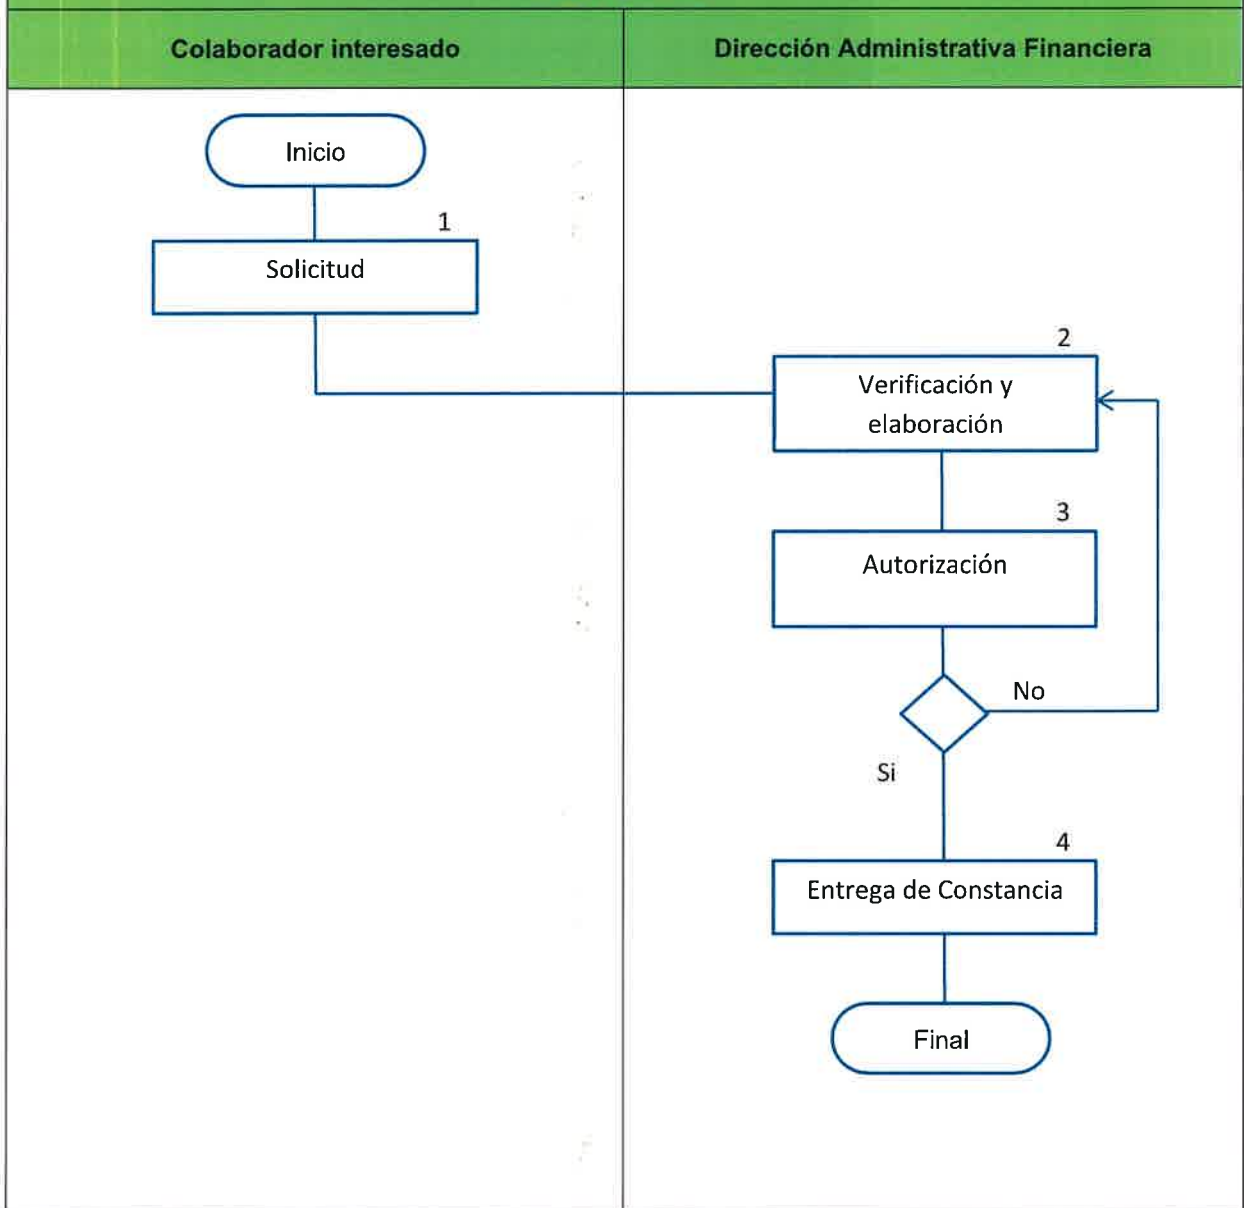 Colaborador interesado
Dirección Administrativa Financiera
Inicio
1
Solicitud
2
Verificación y
elaboración
3
Autorización
No
Si
4
Entrega de Constancia
Final